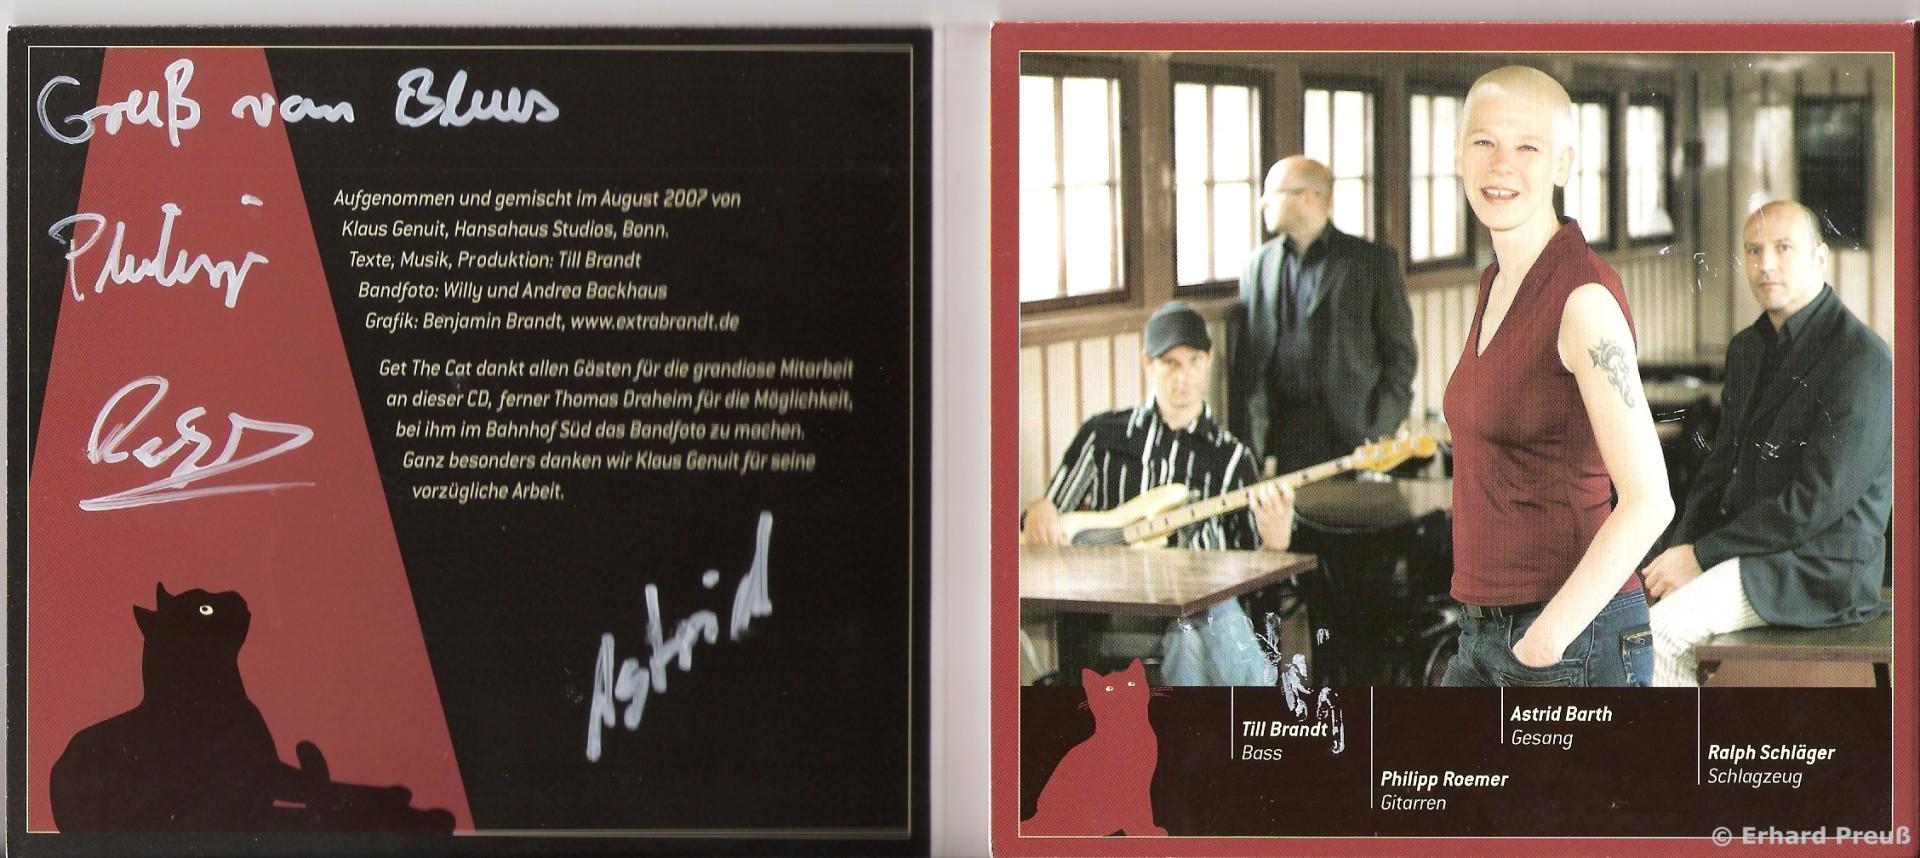 Gruß vom Blues
Aufgenommen und gemischt im August 2007 von
Klaus Genuit, Hansahaus Studios, Bonn.
Texte, Musik, Produktion: Till Brandt
Bandfoto: Willy und Andrea Backhaus
Grafik: Benjamin Brandt, www.extrabrandt.de
Get The Cat dankt allen Gästen für die grandiose Mitarbeit
an dieser CD, ferner Thomas Draheim für die Möglichkeit,
bei ihm im Bahnhof Süd das Bandfoto zu machen.
Ganz besonders danken wir Klaus Genuit für seine
vorzügliche Arbeit.
Philipp
Astrid
Till Brandt
Bass
Philipp Roemer
Gitarren
Astrid Barth
Gesang
Ralph Schläger
Schlagzeug
© Erhard Preuß